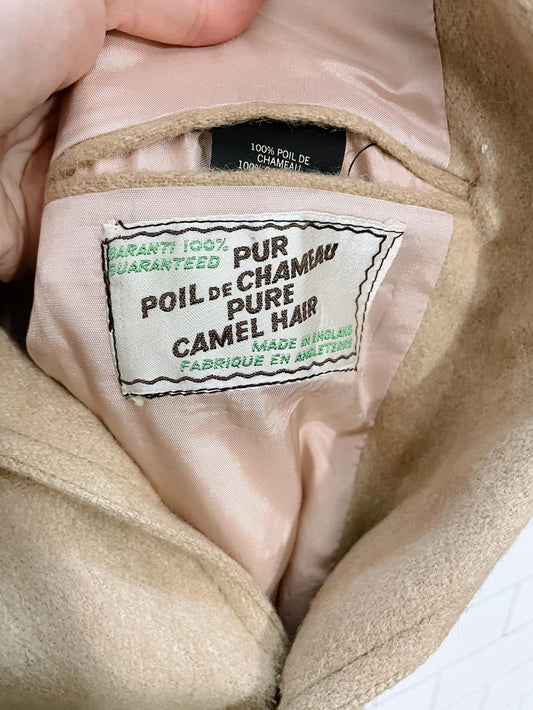 100% POIL DE
CHAMEAU
GARANTI 100%
GUARANTEED
PUR
POIL DE CHAMEAU
PURE
CAMEL HAIR
MADE IN ENGLAND
FABRIQUE EN ANGLETERRE